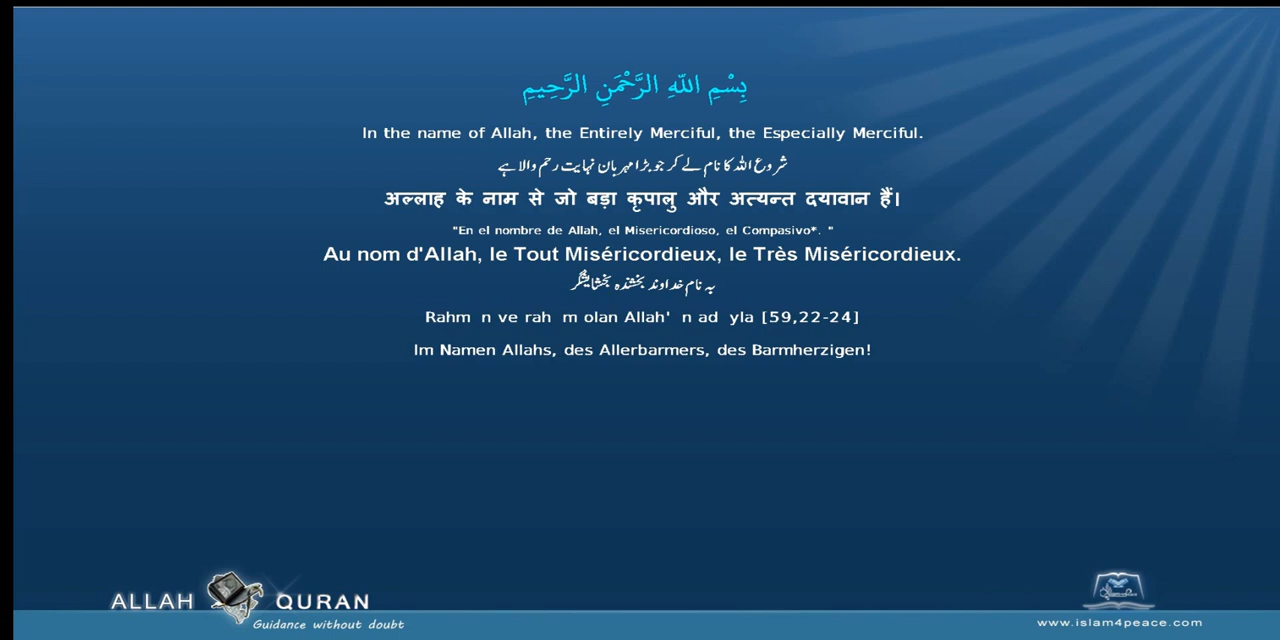 بِسْمِ اللّهِ الرَّحْمَنِ الرَّحِيمِ
In the name of Allah, the Entirely Merciful, the Especially Merciful.
شروع الله کا نام لے کر جو بڑا مہربان نہایت رحم والا ہے
अल्लाह के नाम से जो बड़ा कृपालु और अत्यन्त दयावान हैं।
"En el nombre de Allah, el Misericordioso, el Compasivo*. "
Au nom d'Allah, le Tout Miséricordieux, le Très Miséricordieux.
به نام خداوند بخشنده بخشایشگر
Rahm n ve rah m olan Allah' n ad yla [59,22-24]
Im Namen Allahs, des Allerbarmers, des Barmherzigen!
ALLAH QURAN
Guidance without doubt
www.islam4peace.com